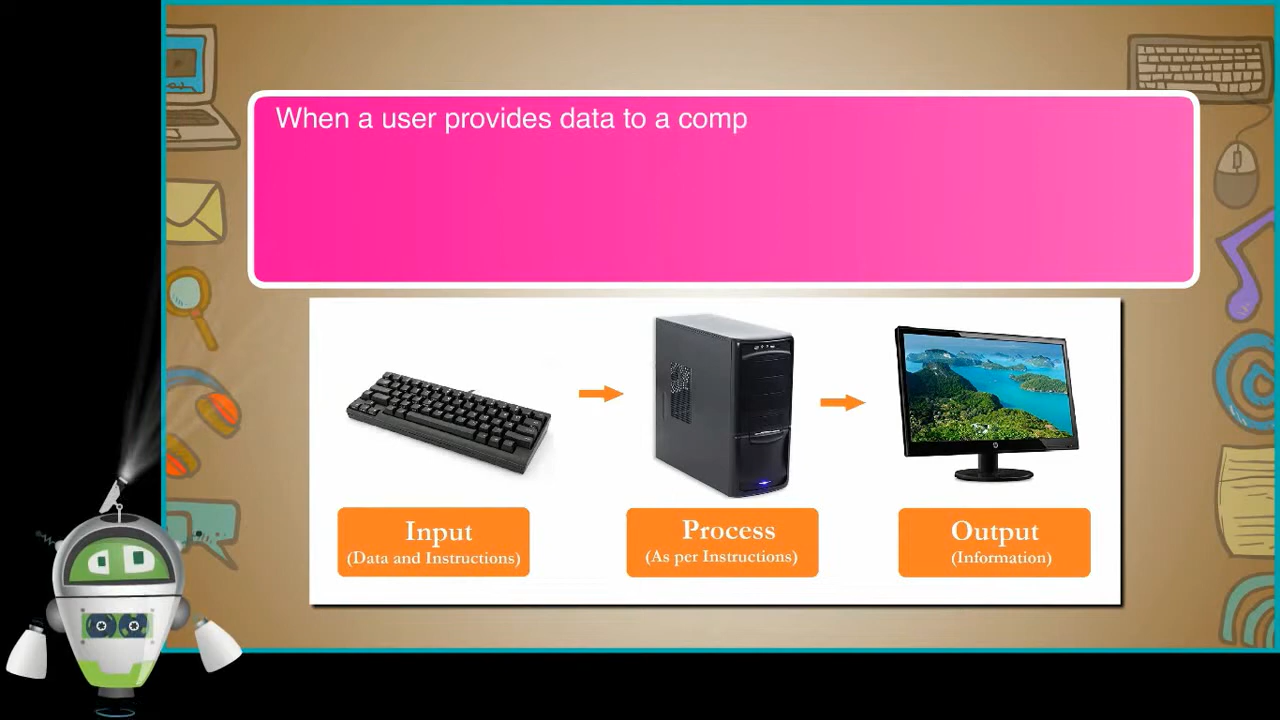 When a user provides data to a comp
Input
(Data and Instructions)
Process
(As per Instructions)
Output
(Information)